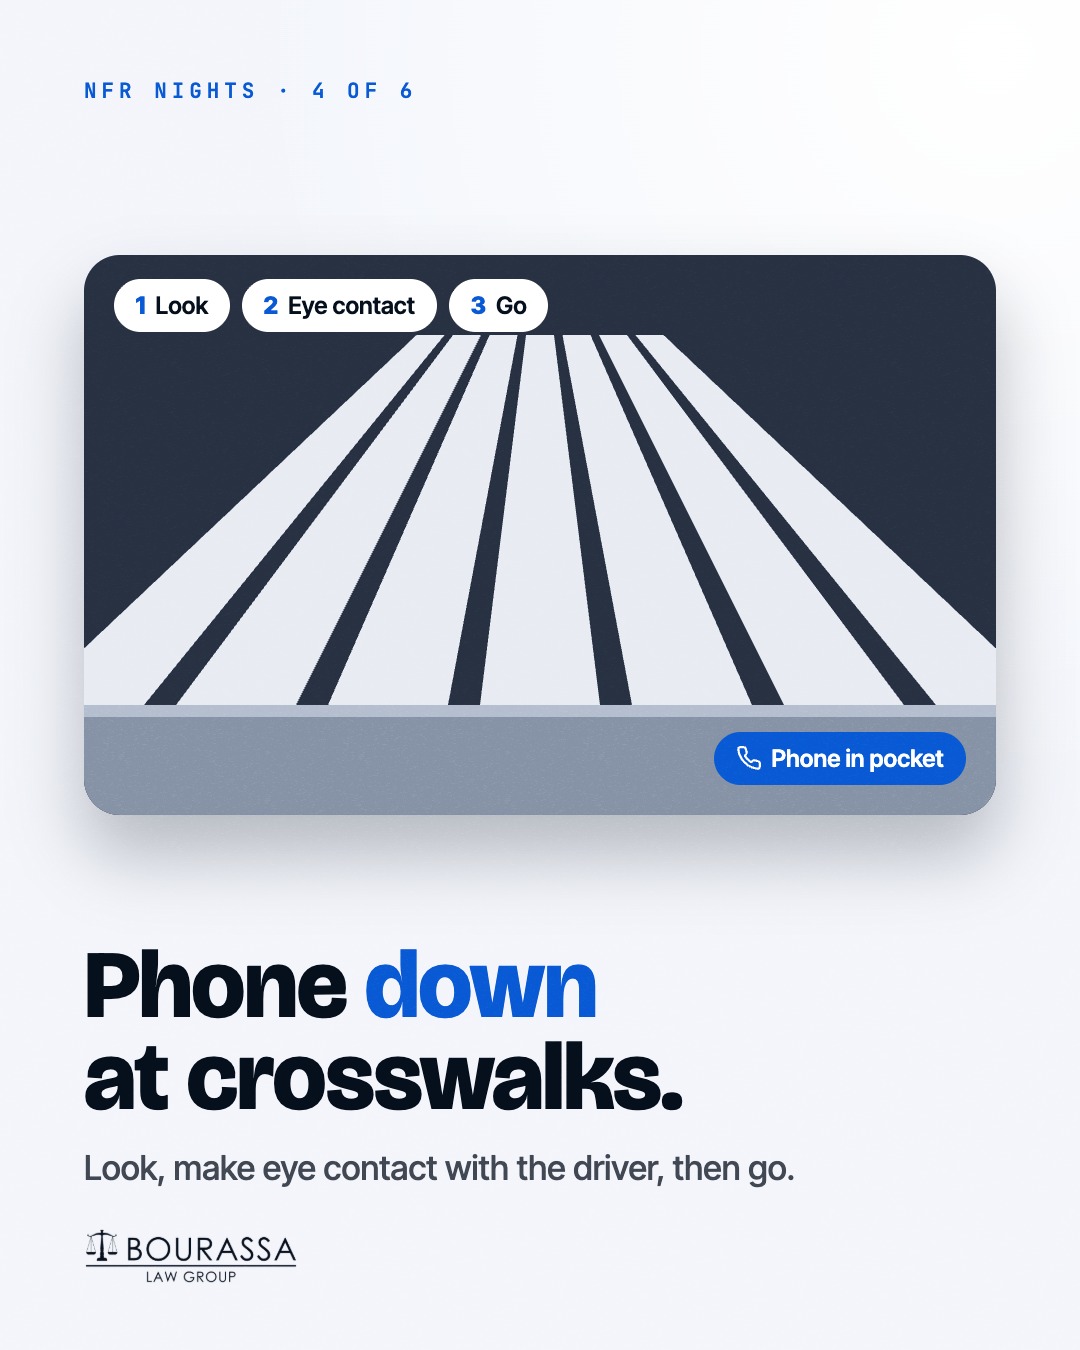 NFR NIGHTS · 4 OF 6
1 Look 2 Eye contact 3 Go
Phone in pocket
Phone down
at crosswalks.
Look, make eye contact with the driver, then go.
BOURASSA
LAW GROUP